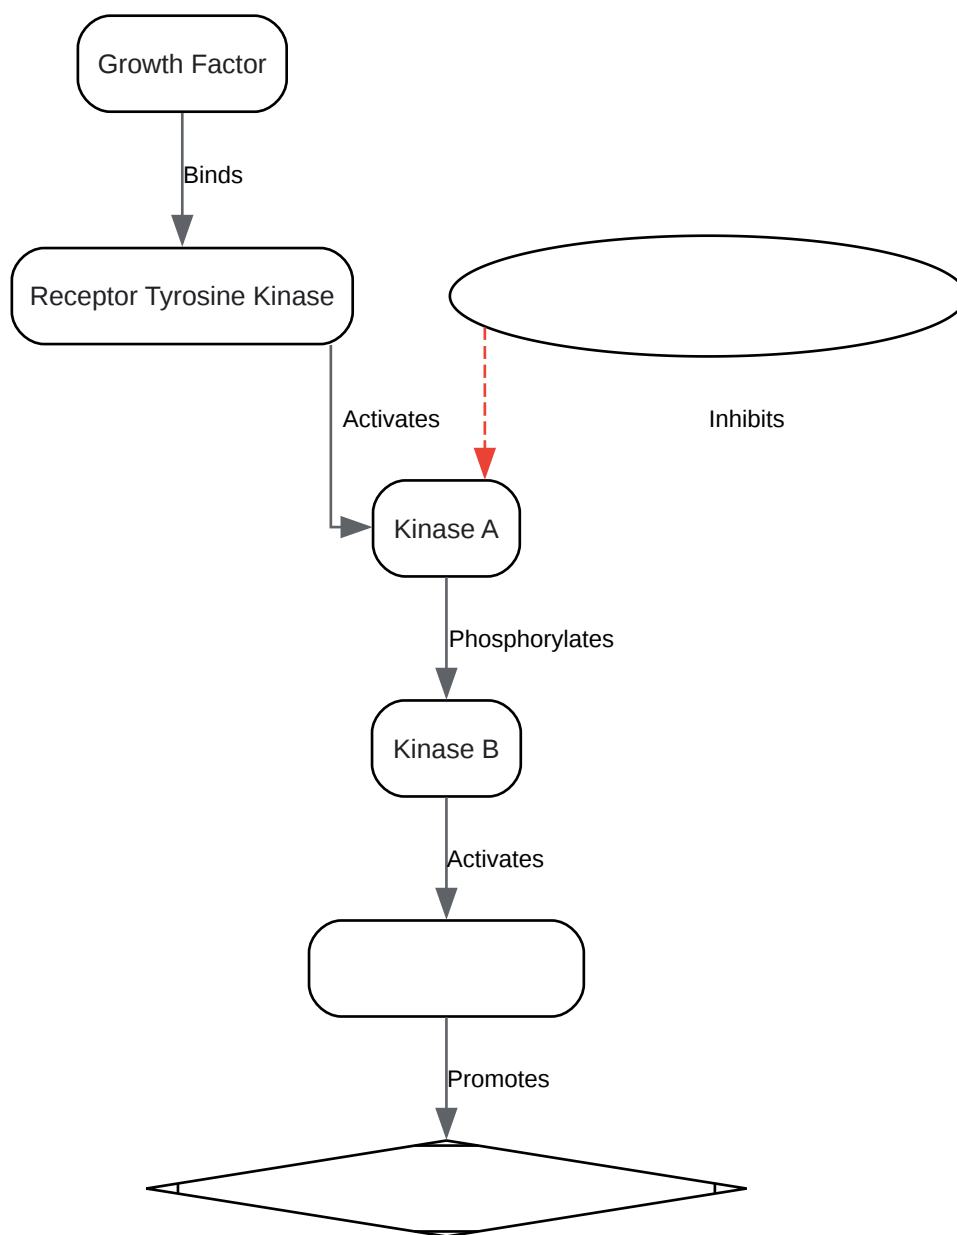 Growth Factor
Binds
Receptor Tyrosine Kinase
Activates
Inhibits
Kinase A
Phosphorylates
Kinase B
Activates
Promotes